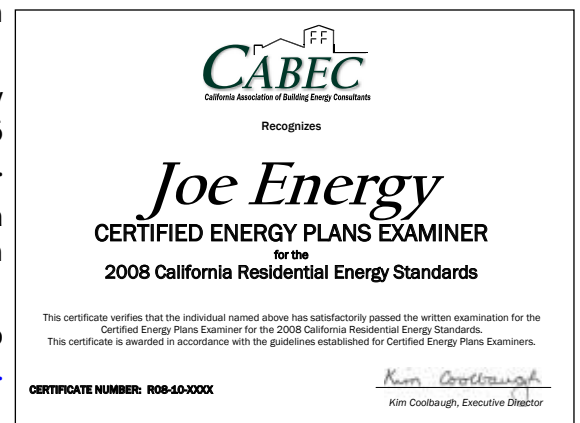 CABEC
California Association of Building Energy Consultants
Recognizes
Joe Energy
CERTIFIED ENERGY PLANS EXAMINER
for the
2008 California Residential Energy Standards
This certificate verifies that the individual named above has satisfactorily passed the written examination for the
Certified Energy Plans Examiner for the 2008 California Residential Energy Standards.
This certificate is awarded in accordance with the guidelines established for Certified Energy Plans Examiners.
Kim Coolbaugh
CERTIFICATE NUMBER: R08-10-XXXX
Kim Coolbaugh, Executive Director